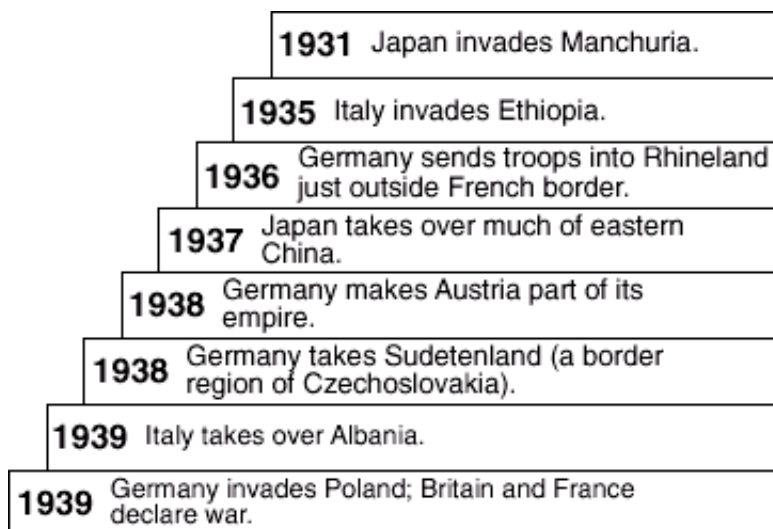 1931 Japan invades Manchuria.
1935 Italy invades Ethiopia.
1936 Germany sends troops into Rhineland
just outside French border.
1937 Japan takes over much of eastern
China.
1938 Germany makes Austria part of its
empire.
1938 Germany takes Sudetenland (a border
region of Czechoslovakia).
1939 Italy takes over Albania.
1939 Germany invades Poland; Britain and France
declare war.